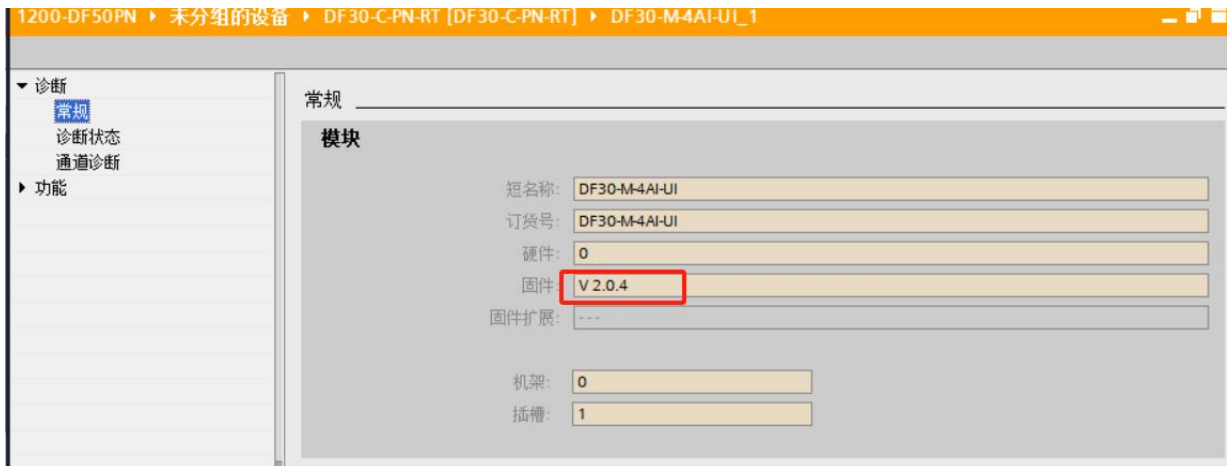 1200-DF50PN ▸ 未分组的设备 ▸ DF30-C-PN-RT [DF30-C-PN-RT] ▸ DF30-M-4AI-UI_1
诊断
常规
诊断状态
通道诊断
功能
常规
模块
短名称: DF30-M-4AI-UI
订货号: DF30-M-4AI-UI
硬件: 0
固件: V 2.0.4
固件扩展: ---
机架: 0
插槽: 1